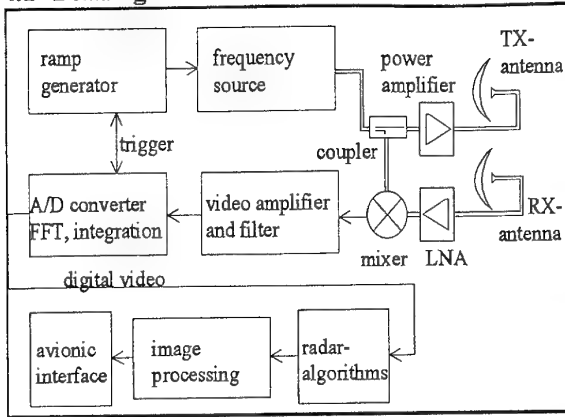 ramp
generator
frequency
source
power
amplifier
TX-
antenna
trigger
coupler
A/D converter
FFT, integration
video amplifier
and filter
mixer
LNA
RX-
antenna
digital video
avionic
interface
image
processing
radar-
algorithms